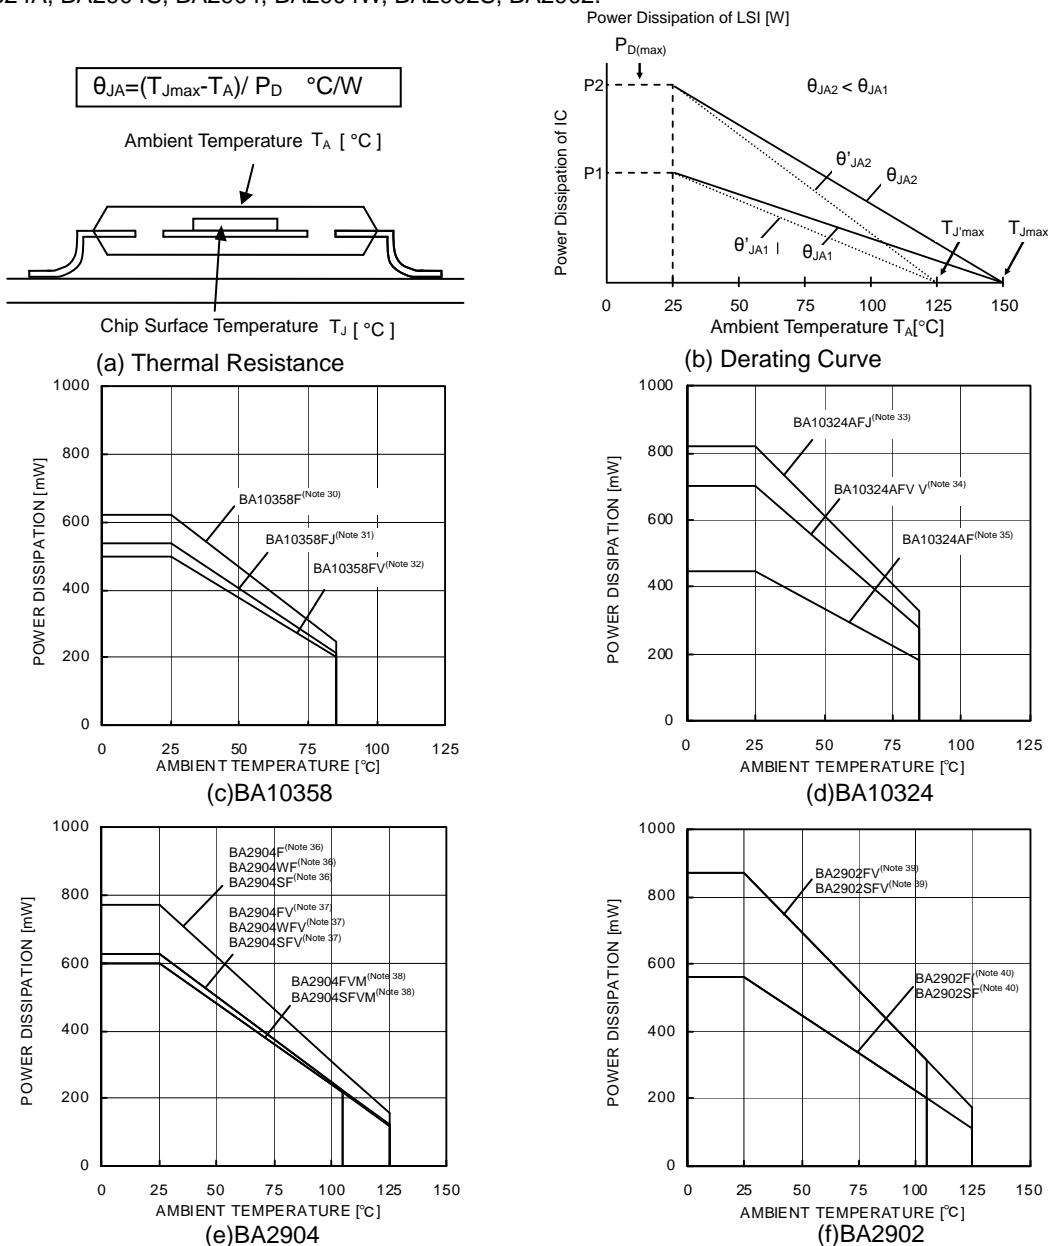 Power Dissipation of LSI [W]
θJA=(TJmax-TA)/ PD °C/W
Ambient Temperature TA [ °C ]
Chip Surface Temperature TJ [ °C ]
(a) Thermal Resistance
Power Dissipation of IC
PD(max)
P2
P1
θJA2 < θJA1
θ'JA2
θJA2
θ'JA1 l
θJA1
TJ'max
TJmax
0 25 50 75 100 125 150
Ambient Temperature TA[°C]
(b) Derating Curve
POWER DISSIPATION [mW]
1000
800
600
400
200
0
BA10358F(Note 30)
BA10358FJ(Note 31)
BA10358FV(Note 32)
0 25 50 75 100 125
AMBIENT TEMPERATURE [°C]
(c)BA10358
POWER DISSIPATION [mW]
1000
800
600
400
200
0
BA10324AFJ(Note 33)
BA10324AFV V(Note 34)
BA10324AF(Note 35)
0 25 50 75 100 125
AMBIENT TEMPERATURE [°C]
(d)BA10324
POWER DISSIPATION [mW]
1000
800
600
400
200
0
BA2904F(Note 36)
BA2904WF(Note 36)
BA2904SF(Note 36)
BA2904FV(Note 37)
BA2904WFV(Note 37)
BA2904SFV(Note 37)
BA2904FVM(Note 38)
BA2904SFVM(Note 38)
0 25 50 75 100 125 150
AMBIENT TEMPERATURE [°C]
(e)BA2904
POWER DISSIPATION [mW]
1000
800
600
400
200
0
BA2902FV(Note 39)
BA2902SFV(Note 39)
BA2902F((Note 40)
BA2902SF(Note 40)
0 25 50 75 100 125 150
AMBIENT TEMPERATURE [°C]
(f)BA2902